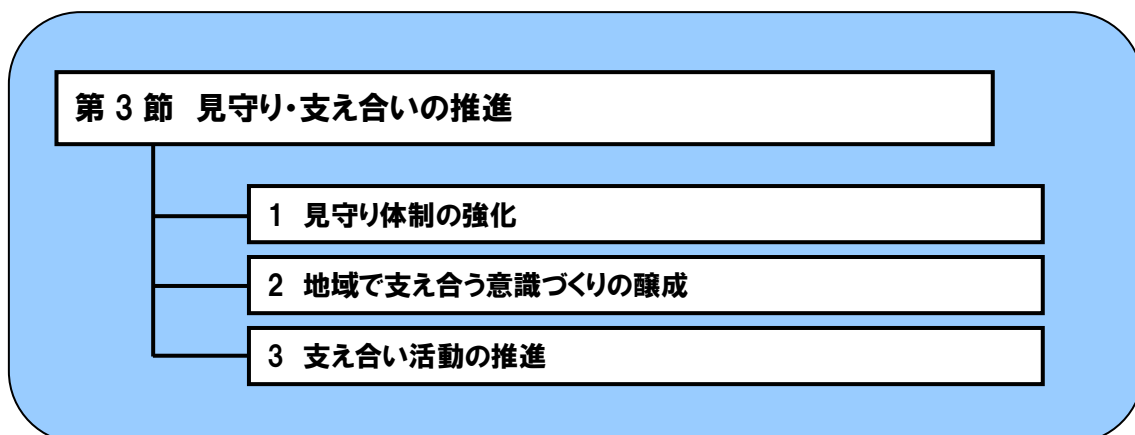 第 3 節 見守り・支え合いの推進
1 見守り体制の強化
2 地域で支え合う意識づくりの醸成
3 支え合い活動の推進